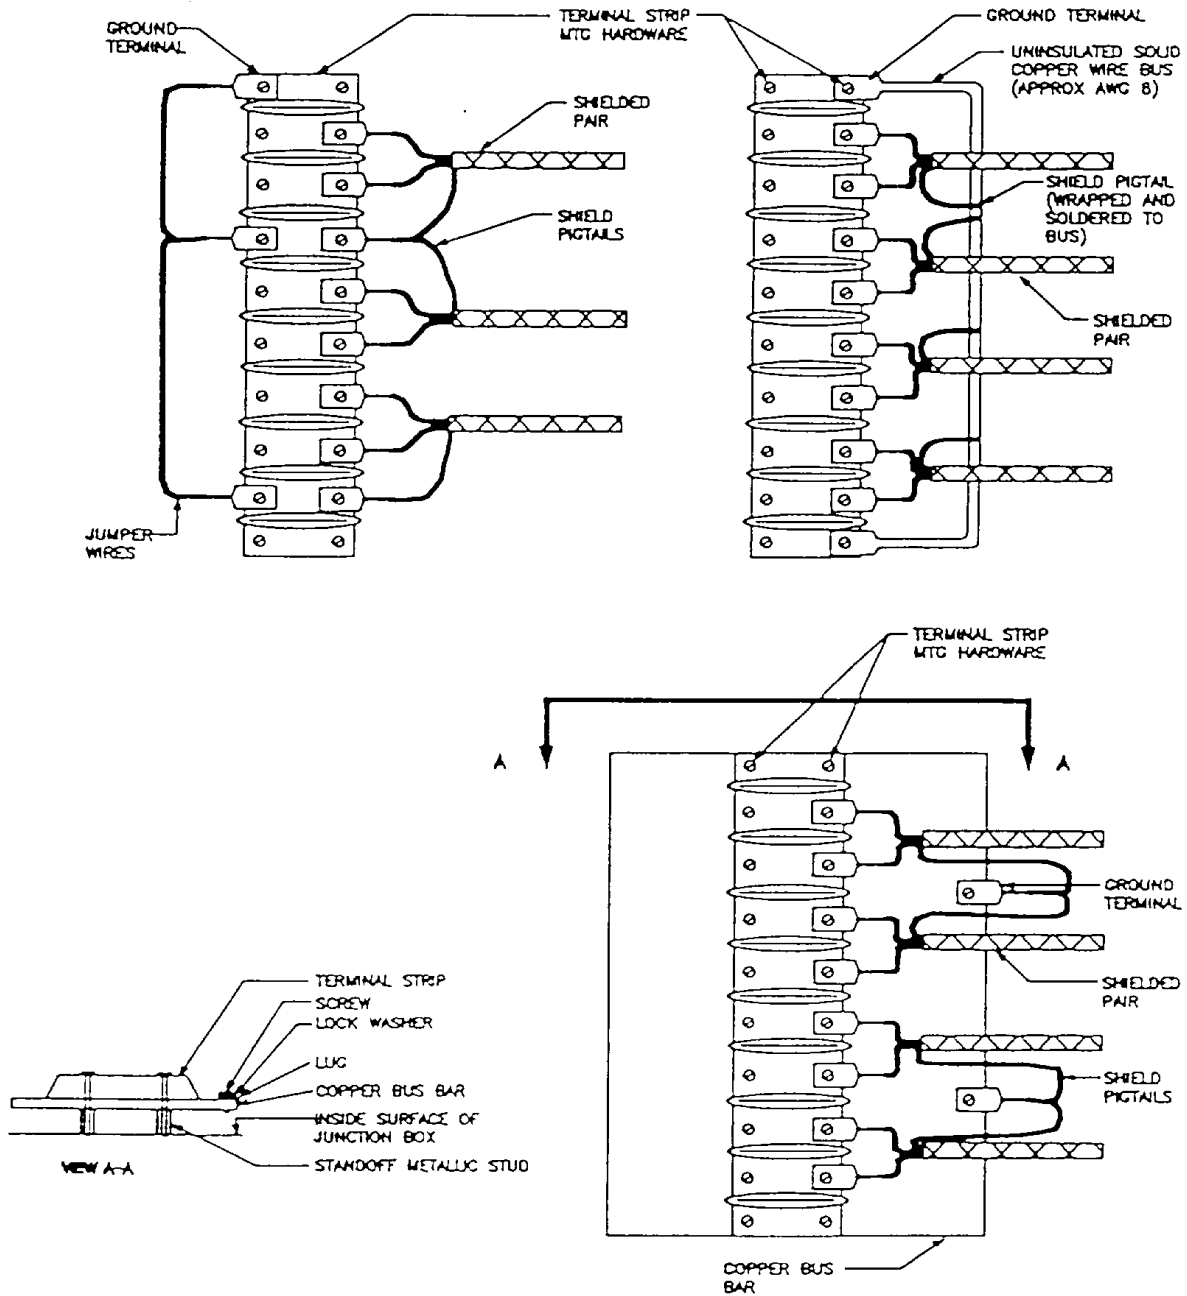 GROUND
TERMINAL
TERMINAL STRIP
MTG HARDWARE
GROUND TERMINAL
UNINSULATED SOLID
COPPER WIRE BUS
(APPROX AWG 8)
SHIELDED
PAIR
SHIELD
PIGTAILS
SHIELD PIGTAIL
(WRAPPED AND
SOLDERED TO
BUS)
SHIELDED
PAIR
JUMPER
WIRES
TERMINAL STRIP
MTG HARDWARE
A
A
GROUND
TERMINAL
SHIELDED
PAIR
SHIELD
PIGTAILS
COPPER BUS
BAR
TERMINAL STRIP
SCREW
LOCK WASHER
LUG
COPPER BUS BAR
INSIDE SURFACE OF
JUNCTION BOX
STANDOFF METALLIC STUD
VIEW A-A